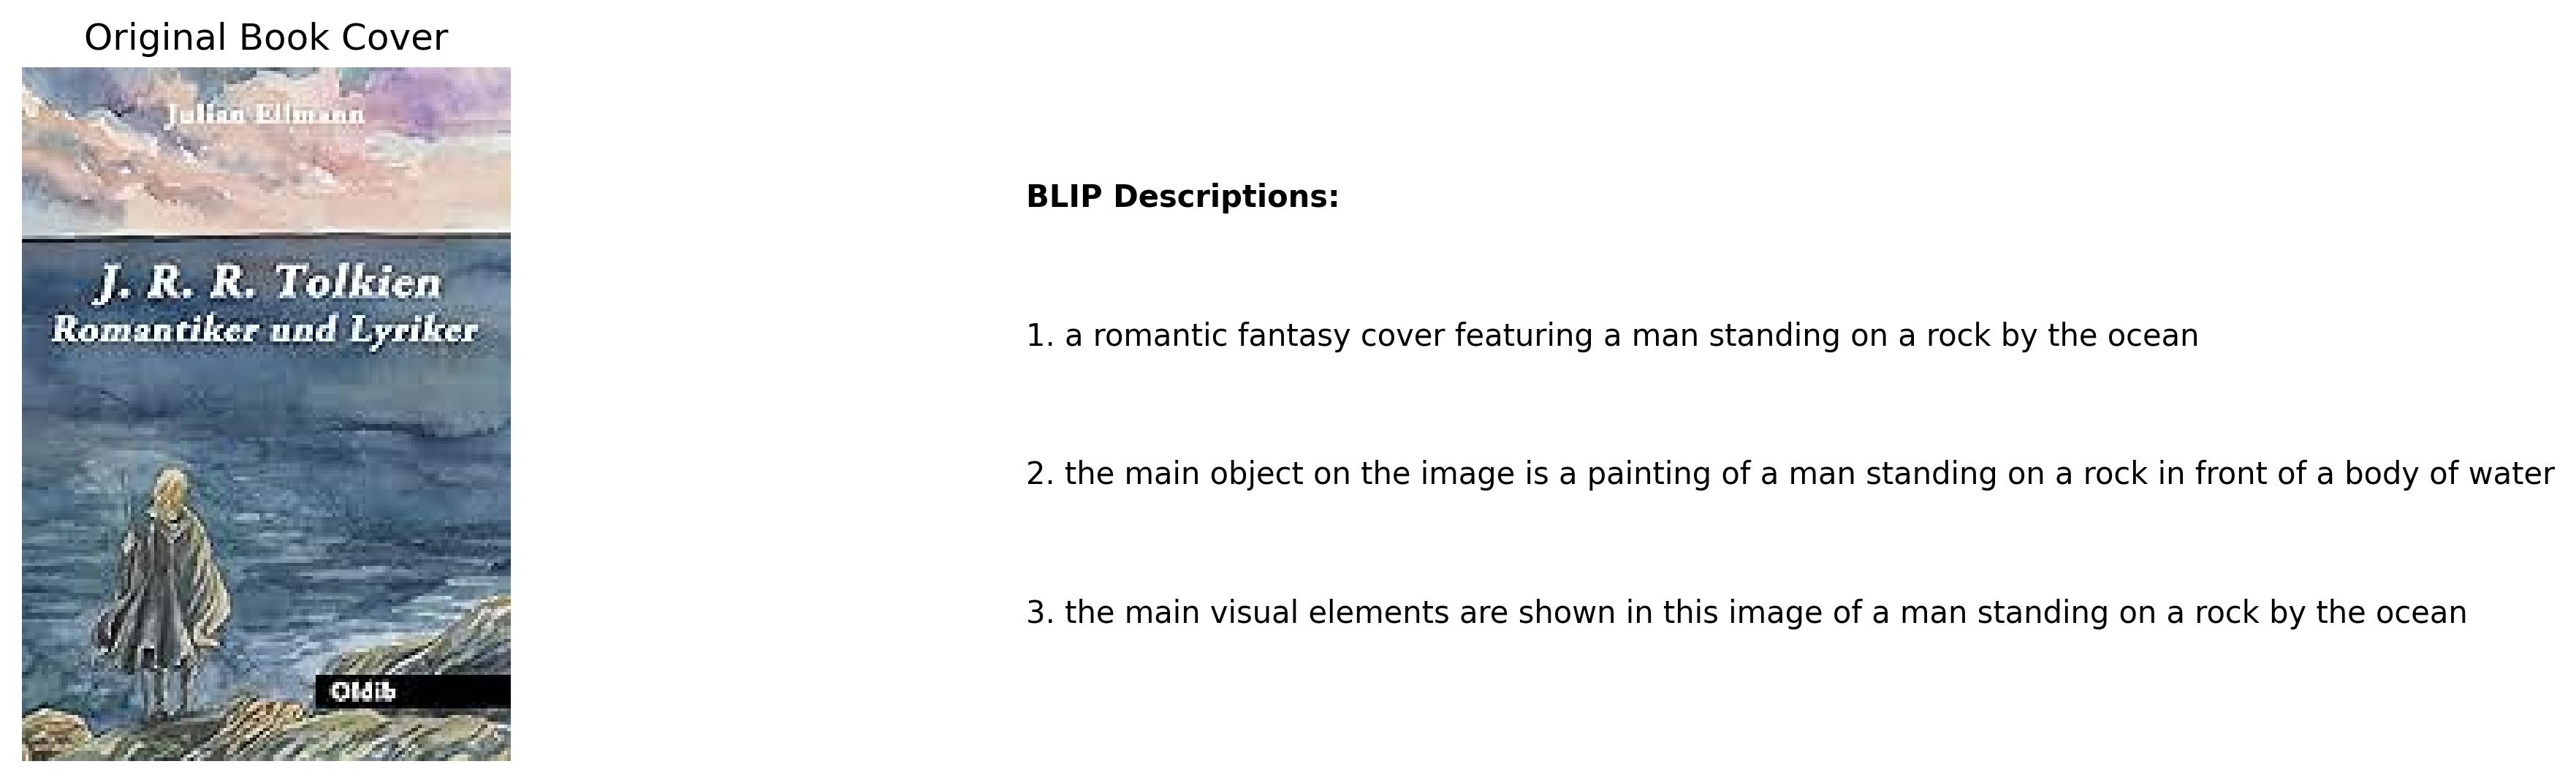 Original Book Cover
Julian Eilmann
J. R. R. Tolkien
Romantiker und Lyriker
Oldib
BLIP Descriptions:
1. a romantic fantasy cover featuring a man standing on a rock by the ocean
2. the main object on the image is a painting of a man standing on a rock in front of a body of water
3. the main visual elements are shown in this image of a man standing on a rock by the ocean